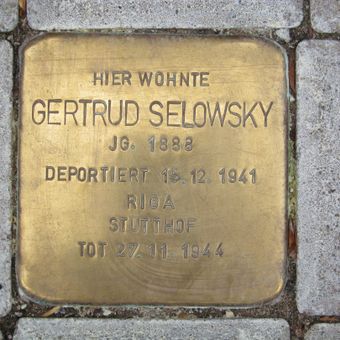 HIER WOHNTE
GERTRUD SELOWSKY
JG. 1888
DEPORTIERT 15.12.1941
RIGA
STUTTHOF
TOT 27.11.1944